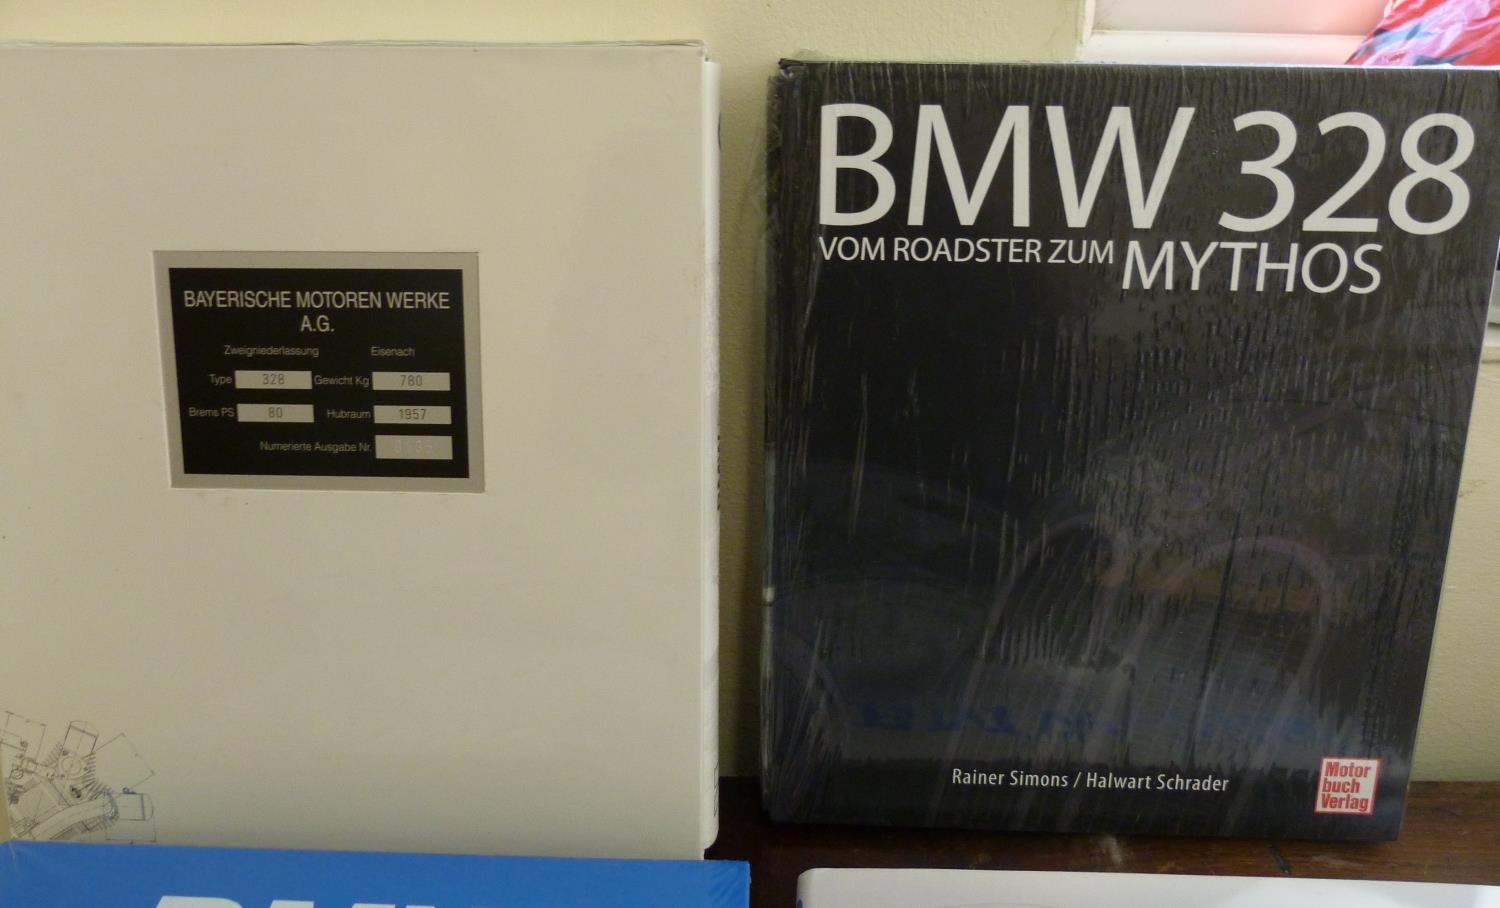 BAYERISCHE MOTOREN WERKE
A.G.
Zweigniederlassung Eisenach
Type 328 Gewicht Kg 780
Brems PS 80 Hubraum 1957
Numerierte Ausgabe Nr.
BMW 328
VOM ROADSTER ZUM MYTHOS
Rainer Simons / Halwart Schrader
Motor
buch
Verlag